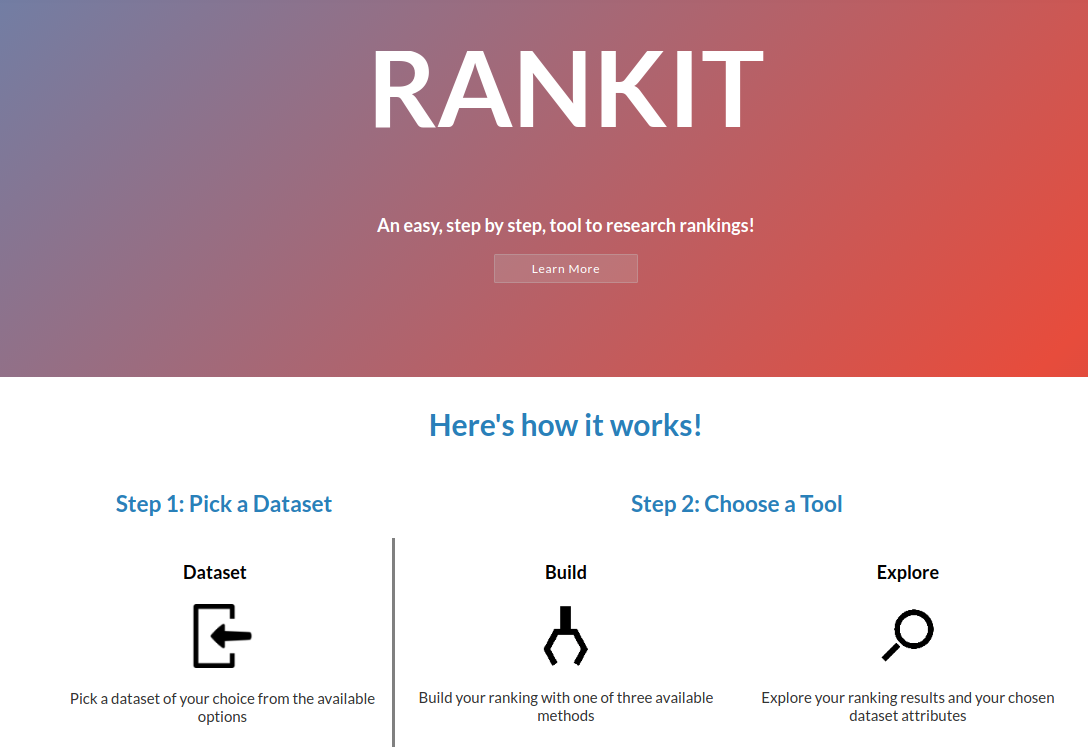 RANKIT
An easy, step by step, tool to research rankings!
Learn More
Here's how it works!
Step 1: Pick a Dataset
Step 2: Choose a Tool
Dataset
Build
Explore
Pick a dataset of your choice from the available
options
Build your ranking with one of three available
methods
Explore your ranking results and your chosen
dataset attributes